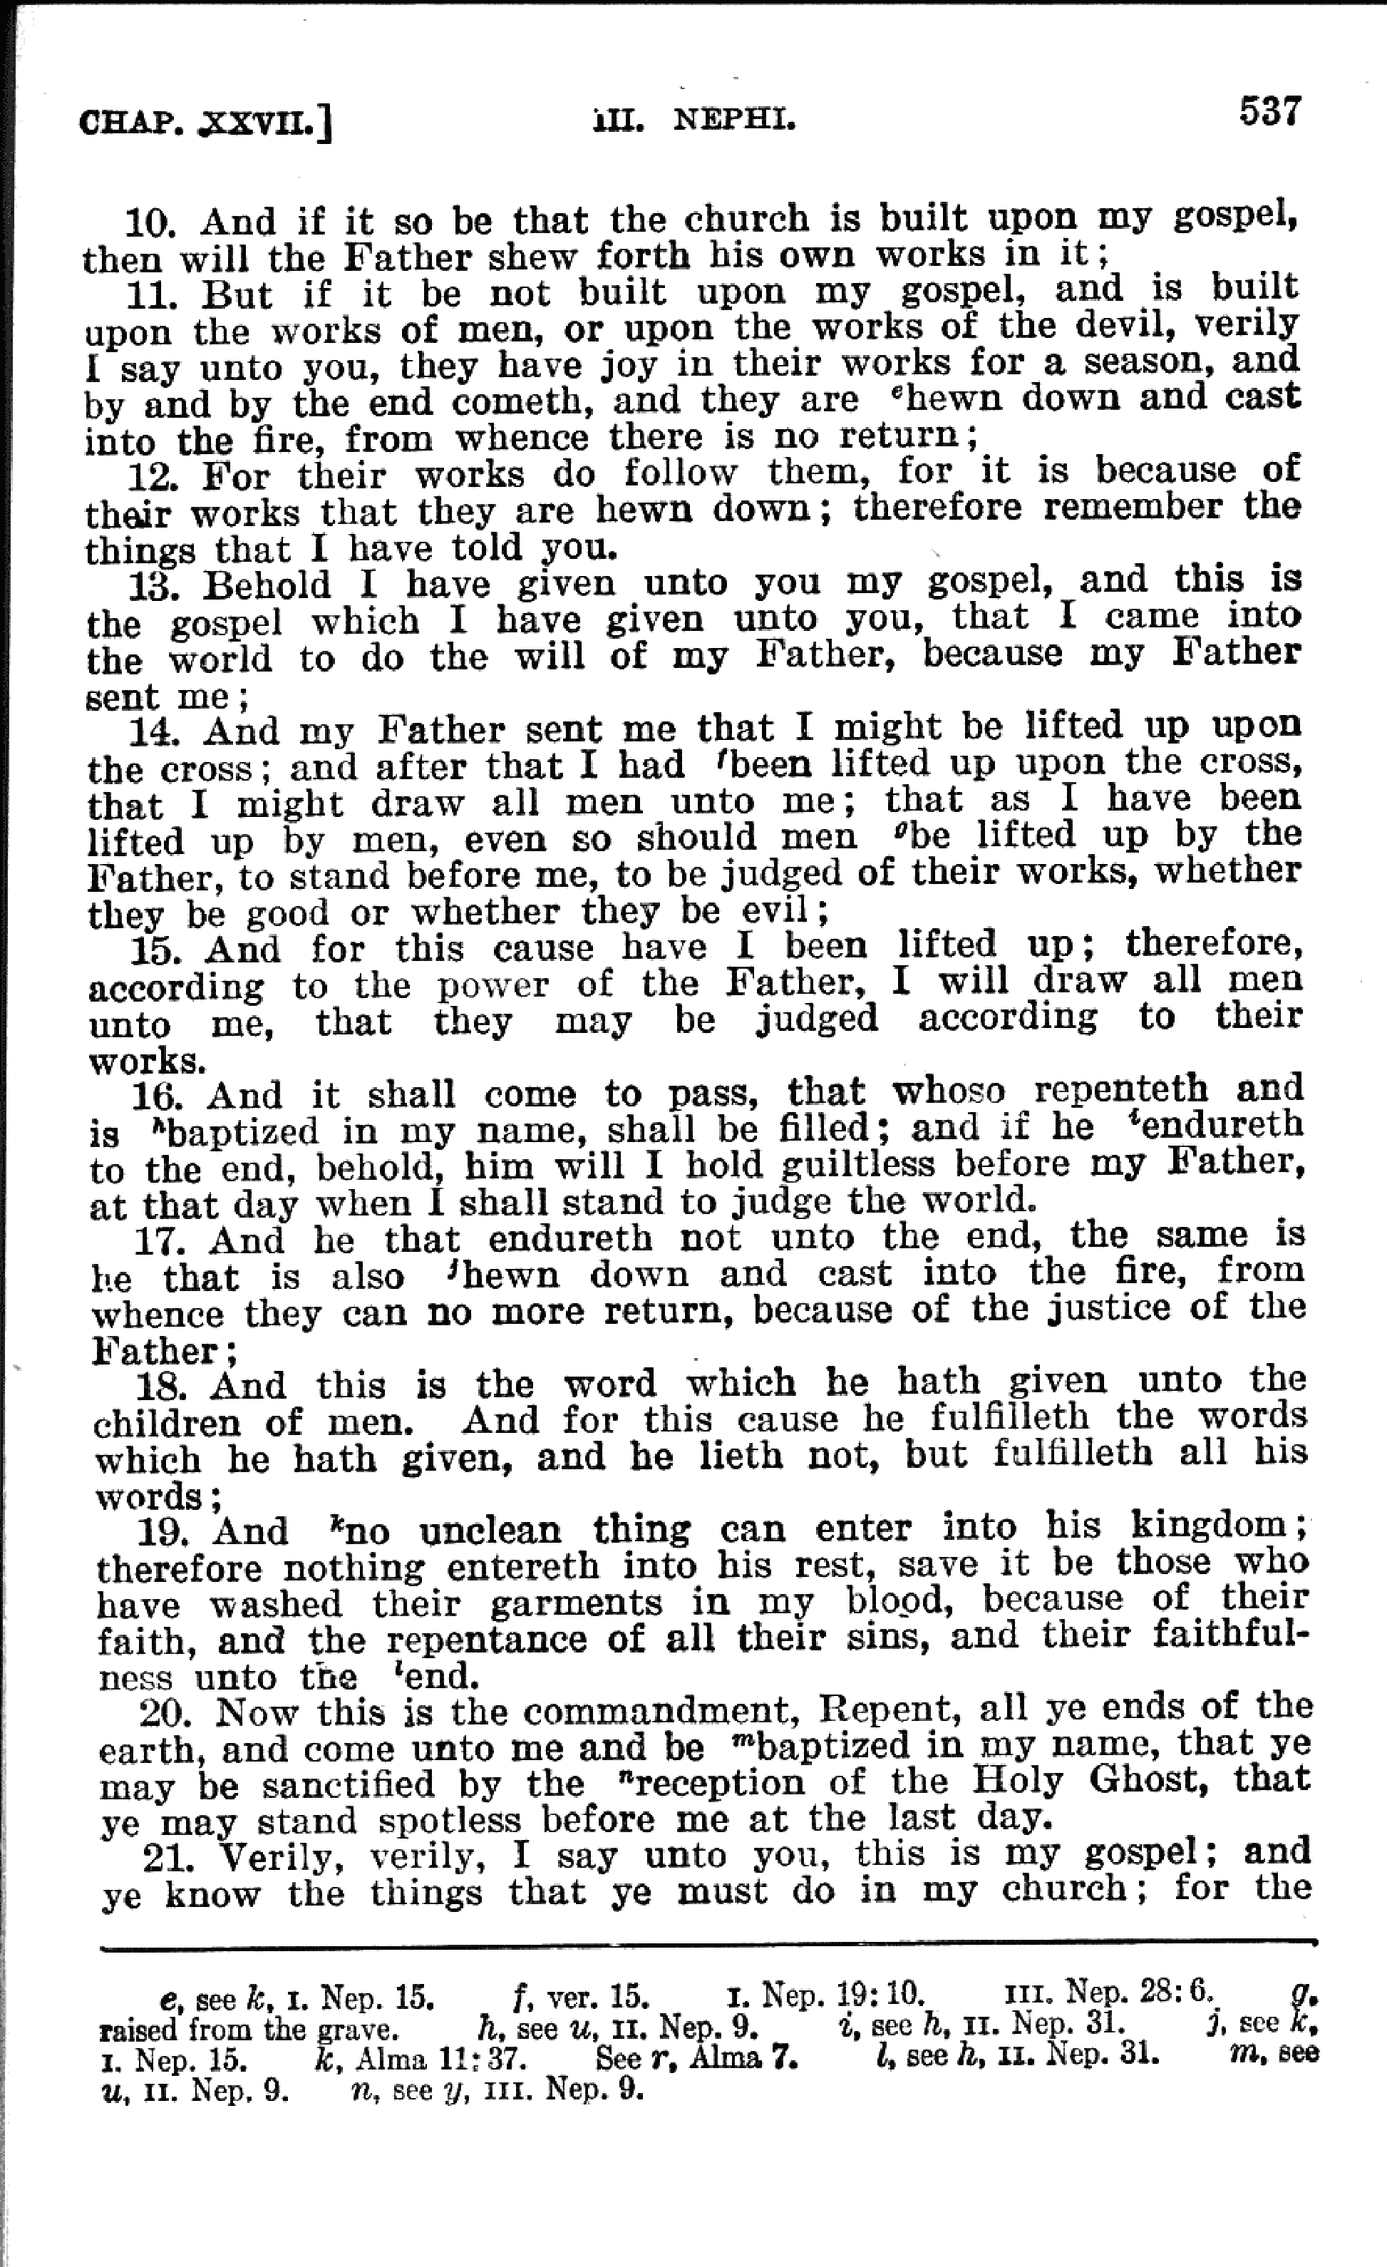 CHAP. XXVII.] III. NEPHI. 537
10. And if it so be that the church is built upon my gospel,
then will the Father shew forth his own works in it;
11. But if it be not built upon my gospel, and is built
upon the works of men, or upon the works of the devil, verily
I say unto you, they have joy in their works for a season, and
by and by the end cometh, and they are ᵉhewn down and cast
into the fire, from whence there is no return;
12. For their works do follow them, for it is because of
their works that they are hewn down; therefore remember the
things that I have told you.
13. Behold I have given unto you my gospel, and this is
the gospel which I have given unto you, that I came into
the world to do the will of my Father, because my Father
sent me;
14. And my Father sent me that I might be lifted up upon
the cross; and after that I had ᶠbeen lifted up upon the cross,
that I might draw all men unto me; that as I have been
lifted up by men, even so should men ᵍbe lifted up by the
Father, to stand before me, to be judged of their works, whether
they be good or whether they be evil;
15. And for this cause have I been lifted up; therefore,
according to the power of the Father, I will draw all men
unto me, that they may be judged according to their
works.
16. And it shall come to pass, that whoso repenteth and
is ʰbaptized in my name, shall be filled; and if he ⁱendureth
to the end, behold, him will I hold guiltless before my Father,
at that day when I shall stand to judge the world.
17. And he that endureth not unto the end, the same is
he that is also ʲhewn down and cast into the fire, from
whence they can no more return, because of the justice of the
Father;
18. And this is the word which he hath given unto the
children of men. And for this cause he fulfilleth the words
which he hath given, and he lieth not, but fulfilleth all his
words;
19. And ᵏno unclean thing can enter into his kingdom;
therefore nothing entereth into his rest, save it be those who
have washed their garments in my blood, because of their
faith, and the repentance of all their sins, and their faithful-
ness unto the ˡend.
20. Now this is the commandment, Repent, all ye ends of the
earth, and come unto me and be ᵐbaptized in my name, that ye
may be sanctified by the ⁿreception of the Holy Ghost, that
ye may stand spotless before me at the last day.
21. Verily, verily, I say unto you, this is my gospel; and
ye know the things that ye must do in my church; for the
e, see k, I. Nep. 15. f, ver. 15. I. Nep. 19:10. III. Nep. 28:6. g,
raised from the grave. h, see u, II. Nep. 9. i, see h, II. Nep. 31. j, see k,
I. Nep. 15. k, Alma 11:37. See r, Alma 7. l, see h, II. Nep. 31. m, see
u, II. Nep. 9. n, see y, III. Nep. 9.